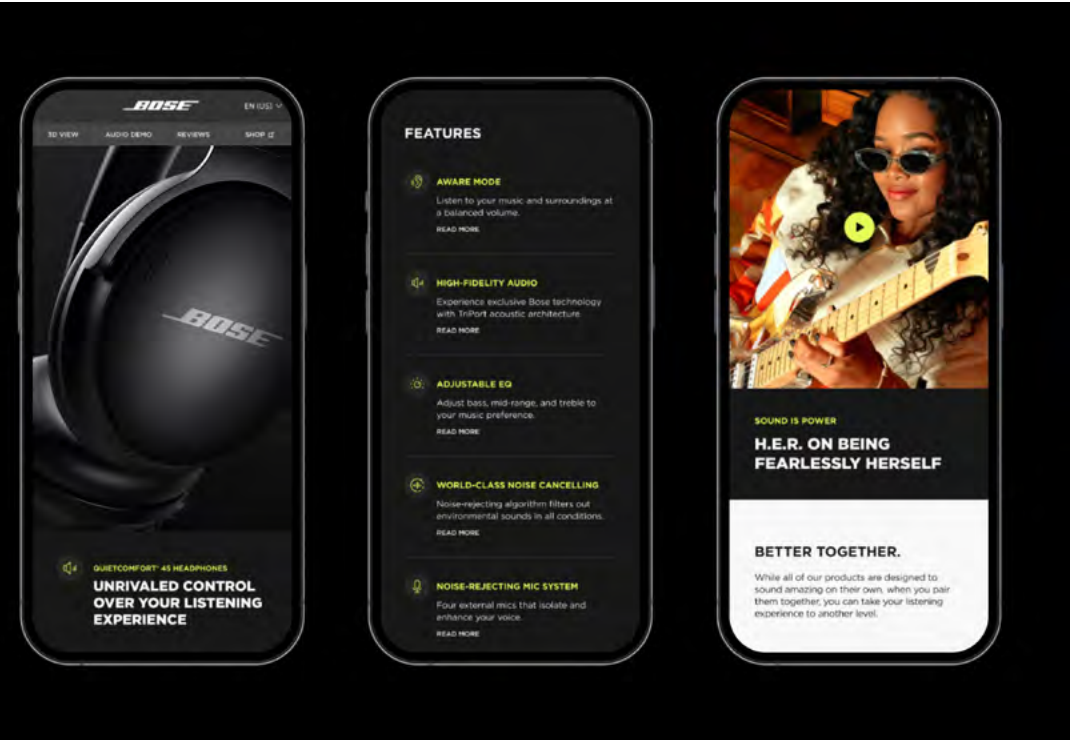 BOSE
EN (US)
3D VIEW AUDIO DEMO REVIEWS SHOP
BOSE
QUIETCOMFORT® 45 HEADPHONES
UNRIVALED CONTROL
OVER YOUR LISTENING
EXPERIENCE
FEATURES
AWARE MODE
Listen to your music and surroundings at
a balanced volume.
READ MORE
HIGH-FIDELITY AUDIO
Experience exclusive Bose technology
with TriPort acoustic architecture.
READ MORE
ADJUSTABLE EQ
Adjust bass, mid-range, and treble to
your music preference.
READ MORE
WORLD-CLASS NOISE CANCELLING
Noise-rejecting algorithm filters out
environmental sounds in all conditions.
READ MORE
NOISE-REJECTING MIC SYSTEM
Four external mics that isolate and
enhance your voice.
READ MORE
SOUND IS POWER
H.E.R. ON BEING
FEARLESSLY HERSELF
BETTER TOGETHER.
While all of our products are designed to
sound amazing on their own, when you pair
them together, you can take your listening
experience to another level.